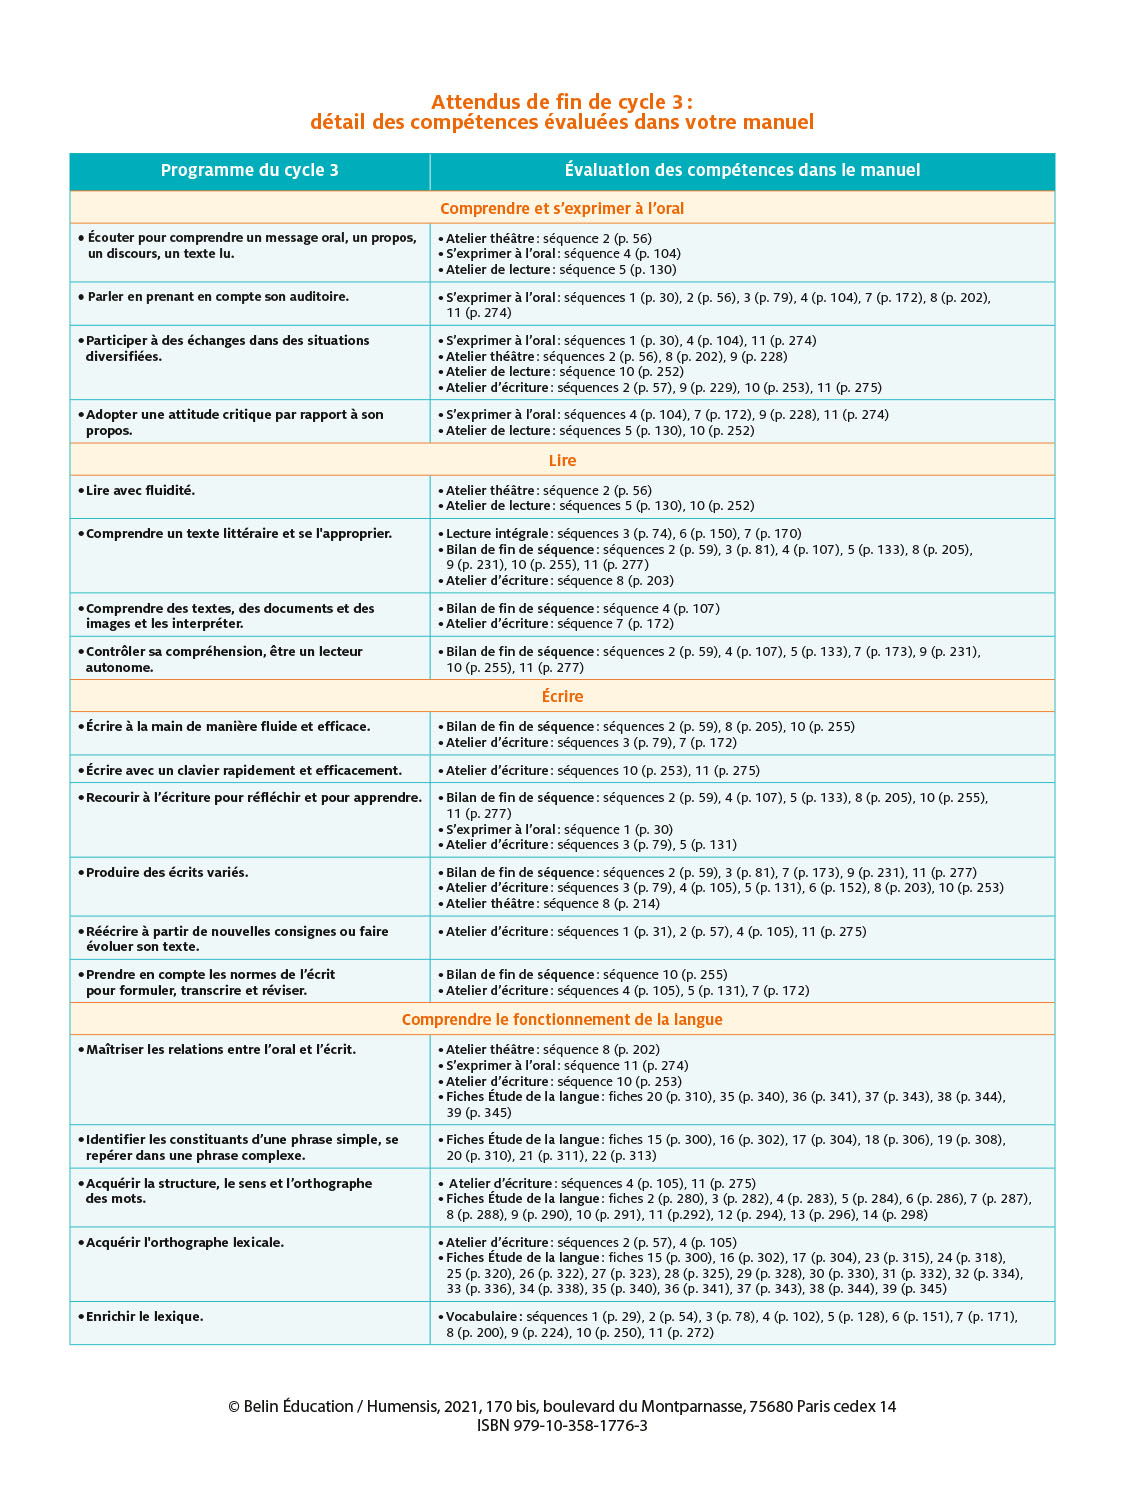 Attendus de fin de cycle 3 :
détail des compétences évaluées dans votre manuel
Programme du cycle 3
Évaluation des compétences dans le manuel
Comprendre et s’exprimer à l’oral
• Écouter pour comprendre un message oral, un propos,
un discours, un texte lu.
• Atelier théâtre : séquence 2 (p. 56)
• S’exprimer à l’oral : séquence 4 (p. 104)
• Atelier de lecture : séquence 5 (p. 130)
• Parler en prenant en compte son auditoire.
• S’exprimer à l’oral : séquences 1 (p. 30), 2 (p. 56), 3 (p. 79), 4 (p. 104), 7 (p. 172), 8 (p. 202),
11 (p. 274)
• Participer à des échanges dans des situations
diversifiées.
• S’exprimer à l’oral : séquences 1 (p. 30), 4 (p. 104), 11 (p. 274)
• Atelier théâtre : séquences 2 (p. 56), 8 (p. 202), 9 (p. 228)
• Atelier de lecture : séquence 10 (p. 252)
• Atelier d’écriture : séquences 2 (p. 57), 9 (p. 229), 10 (p. 253), 11 (p. 275)
• Adopter une attitude critique par rapport à son
propos.
• S’exprimer à l’oral : séquences 4 (p. 104), 7 (p. 172), 9 (p. 228), 11 (p. 274)
• Atelier de lecture : séquences 5 (p. 130), 10 (p. 252)
Lire
• Lire avec fluidité.
• Atelier théâtre : séquence 2 (p. 56)
• Atelier de lecture : séquences 5 (p. 130), 10 (p. 252)
• Comprendre un texte littéraire et se l'approprier.
• Lecture intégrale : séquences 3 (p. 74), 6 (p. 150), 7 (p. 170)
• Bilan de fin de séquence : séquences 2 (p. 59), 3 (p. 81), 4 (p. 107), 5 (p. 133), 8 (p. 205),
9 (p. 231), 10 (p. 255), 11 (p. 277)
• Atelier d’écriture : séquence 8 (p. 203)
• Comprendre des textes, des documents et des
images et les interpréter.
• Bilan de fin de séquence : séquence 4 (p. 107)
• Atelier d’écriture : séquence 7 (p. 172)
• Contrôler sa compréhension, être un lecteur
autonome.
• Bilan de fin de séquence : séquences 2 (p. 59), 4 (p. 107), 5 (p. 133), 7 (p. 173), 9 (p. 231),
10 (p. 255), 11 (p. 277)
Écrire
• Écrire à la main de manière fluide et efficace.
• Bilan de fin de séquence : séquences 2 (p. 59), 8 (p. 205), 10 (p. 255)
• Atelier d’écriture : séquences 3 (p. 79), 7 (p. 172)
• Écrire avec un clavier rapidement et efficacement.
• Atelier d’écriture : séquences 10 (p. 253), 11 (p. 275)
• Recourir à l’écriture pour réfléchir et pour apprendre.
• Bilan de fin de séquence : séquences 2 (p. 59), 4 (p. 107), 5 (p. 133), 8 (p. 205), 10 (p. 255),
11 (p. 277)
• S’exprimer à l’oral : séquence 1 (p. 30)
• Atelier d’écriture : séquences 3 (p. 79), 5 (p. 131)
• Produire des écrits variés.
• Bilan de fin de séquence : séquences 2 (p. 59), 3 (p. 81), 7 (p. 173), 9 (p. 231), 11 (p. 277)
• Atelier d’écriture : séquences 3 (p. 79), 4 (p. 105), 5 (p. 131), 6 (p. 152), 8 (p. 203), 10 (p. 253)
• Atelier théâtre : séquence 8 (p. 214)
• Réécrire à partir de nouvelles consignes ou faire
évoluer son texte.
• Atelier d’écriture : séquences 1 (p. 31), 2 (p. 57), 4 (p. 105), 11 (p. 275)
• Prendre en compte les normes de l’écrit
pour formuler, transcrire et réviser.
• Bilan de fin de séquence : séquence 10 (p. 255)
• Atelier d’écriture : séquences 4 (p. 105), 5 (p. 131), 7 (p. 172)
Comprendre le fonctionnement de la langue
• Maîtriser les relations entre l’oral et l’écrit.
• Atelier théâtre : séquence 8 (p. 202)
• S’exprimer à l’oral : séquence 11 (p. 274)
• Atelier d’écriture : séquence 10 (p. 253)
• Fiches Étude de la langue : fiches 20 (p. 310), 35 (p. 340), 36 (p. 341), 37 (p. 343), 38 (p. 344),
39 (p. 345)
• Identifier les constituants d’une phrase simple, se
repérer dans une phrase complexe.
• Fiches Étude de la langue : fiches 15 (p. 300), 16 (p. 302), 17 (p. 304), 18 (p. 306), 19 (p. 308),
20 (p. 310), 21 (p. 311), 22 (p. 313)
• Acquérir la structure, le sens et l’orthographe
des mots.
• Atelier d’écriture : séquences 4 (p. 105), 11 (p. 275)
• Fiches Étude de la langue : fiches 2 (p. 280), 3 (p. 282), 4 (p. 283), 5 (p. 284), 6 (p. 286), 7 (p. 287),
8 (p. 288), 9 (p. 290), 10 (p. 291), 11 (p.292), 12 (p. 294), 13 (p. 296), 14 (p. 298)
• Acquérir l'orthographe lexicale.
• Atelier d’écriture : séquences 2 (p. 57), 4 (p. 105)
• Fiches Étude de la langue : fiches 15 (p. 300), 16 (p. 302), 17 (p. 304), 23 (p. 315), 24 (p. 318),
25 (p. 320), 26 (p. 322), 27 (p. 323), 28 (p. 325), 29 (p. 328), 30 (p. 330), 31 (p. 332), 32 (p. 334),
33 (p. 336), 34 (p. 338), 35 (p. 340), 36 (p. 341), 37 (p. 343), 38 (p. 344), 39 (p. 345)
• Enrichir le lexique.
• Vocabulaire : séquences 1 (p. 29), 2 (p. 54), 3 (p. 78), 4 (p. 102), 5 (p. 128), 6 (p. 151), 7 (p. 171),
8 (p. 200), 9 (p. 224), 10 (p. 250), 11 (p. 272)
© Belin Éducation / Humensis, 2021, 170 bis, boulevard du Montparnasse, 75680 Paris cedex 14
ISBN 979-10-358-1776-3